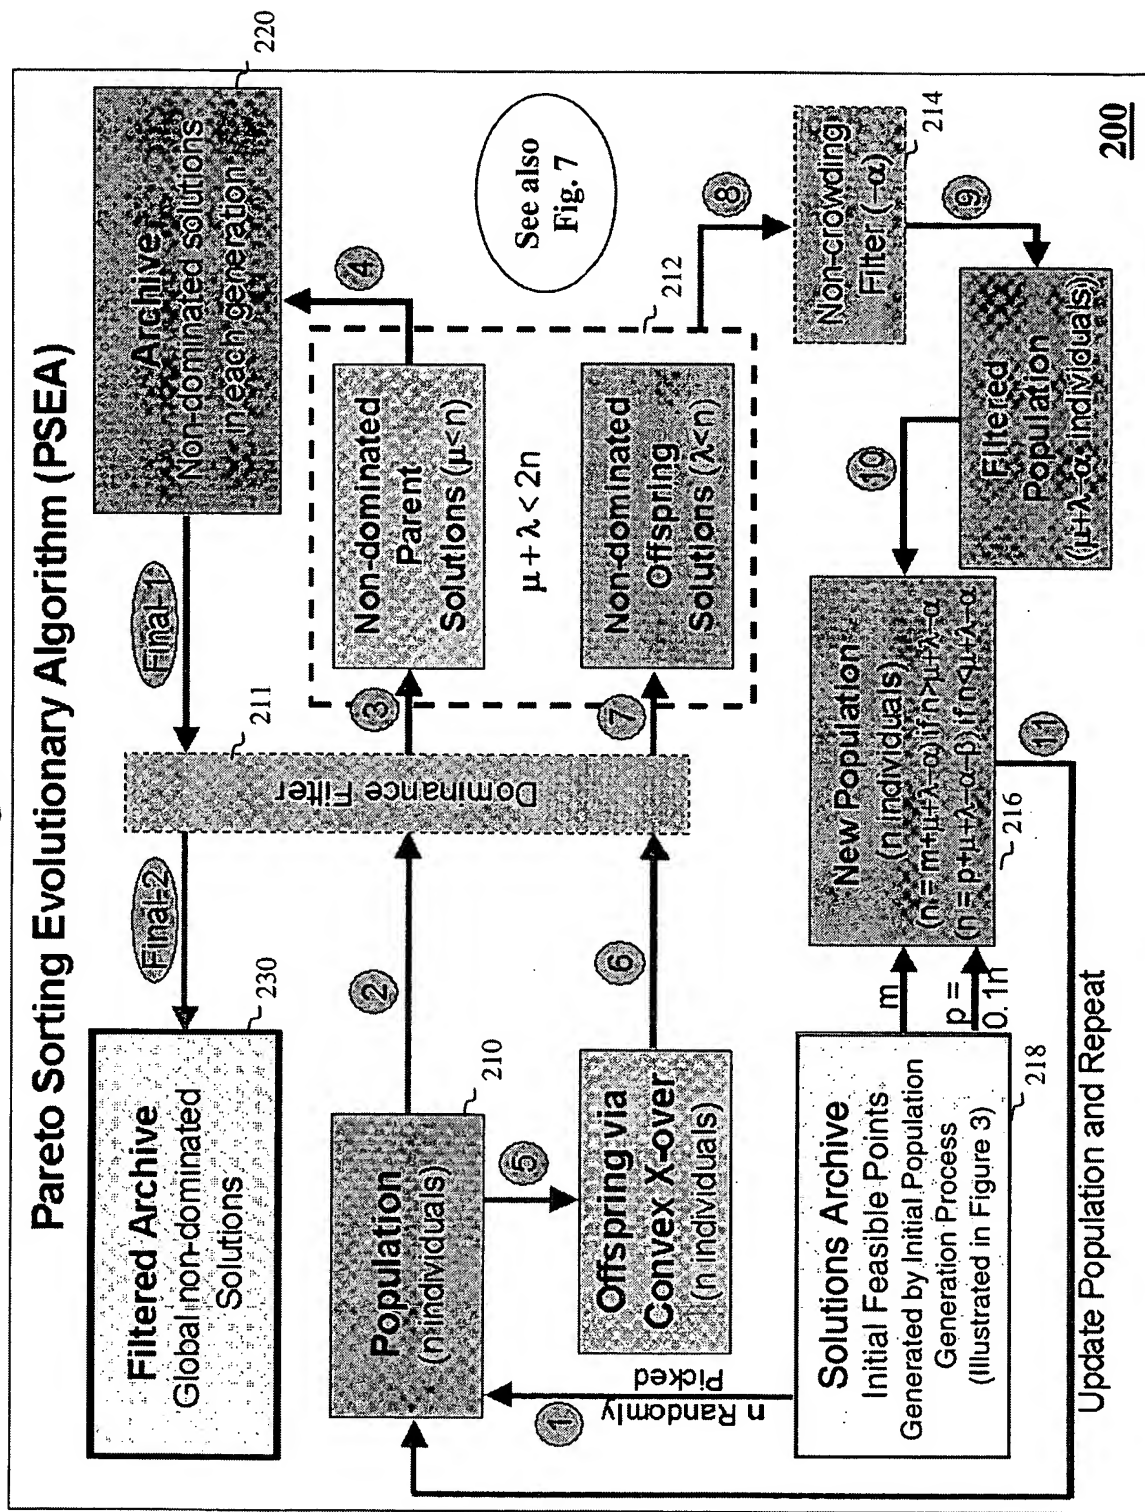 Pareto Sorting Evolutionary Algorithm (PSEA)
Filtered Archive
Global non-dominated
Solutions
230
Final-2
Final-1
Archive
Non-dominated solutions
in each generation
220
211
Dominance Filter
Population
(n individuals)
210
2
3
Non-dominated
Parent
Solutions (μ<n)
4
μ + λ < 2n
See also
Fig. 7
5
Offspring via
Convex X-over
(n individuals)
6
7
Non-dominated
Offspring
Solutions (λ<n)
212
8
1
n Randomly
Picked
Solutions Archive
Initial Feasible Points
Generated by Initial Population
Generation Process
(Illustrated in Figure 3)
218
m
p =
0.1n
New Population
(n individuals)
(n = m+μ+λ-α) if n>μ+λ-α
(n = p+μ+λ-α-β) if n<μ+λ-α
216
10
Non-crowding
Filter (-α)
214
9
Filtered
Population
(μ+λ-α individuals)
11
Update Population and Repeat
200